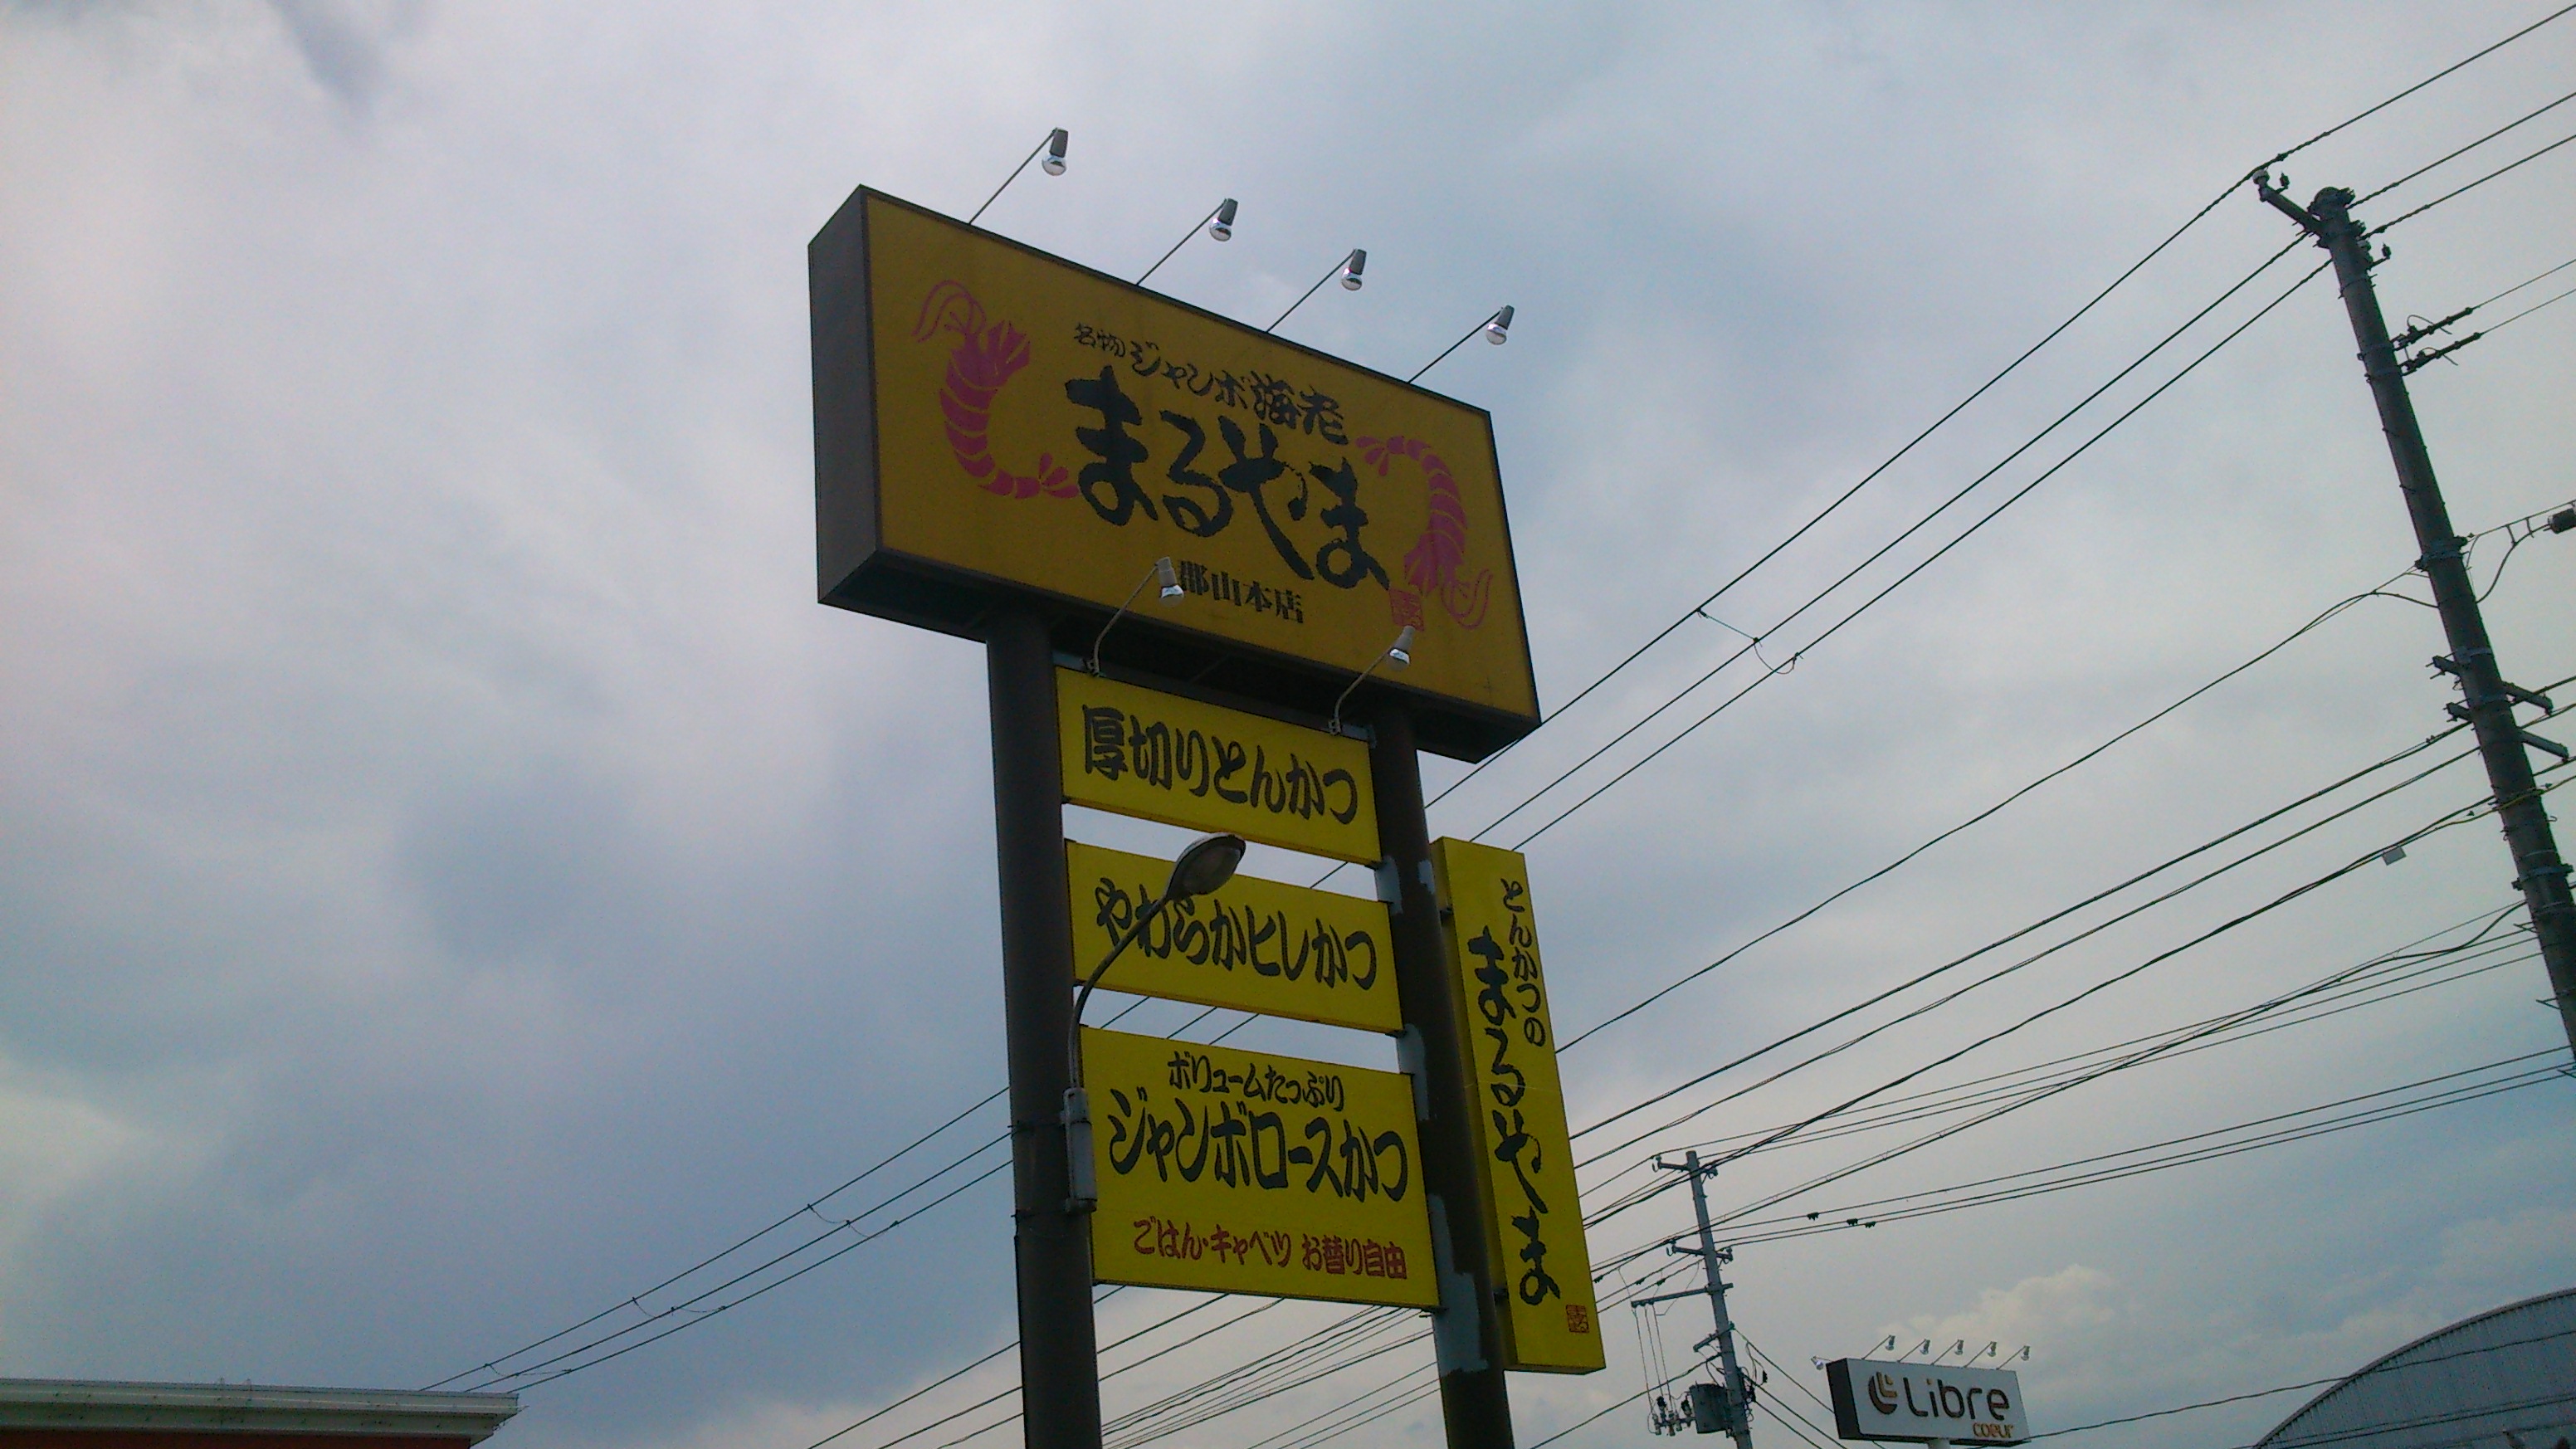 名物ジャンボ海老
まるやま
郡山本店
厚切りとんかつ
やわらかヒレかつ
ボリュームたっぷり
ジャンボロースかつ
ごはん・キャベツ お替り自由
とんかつの
まるやま
Libre
coeur